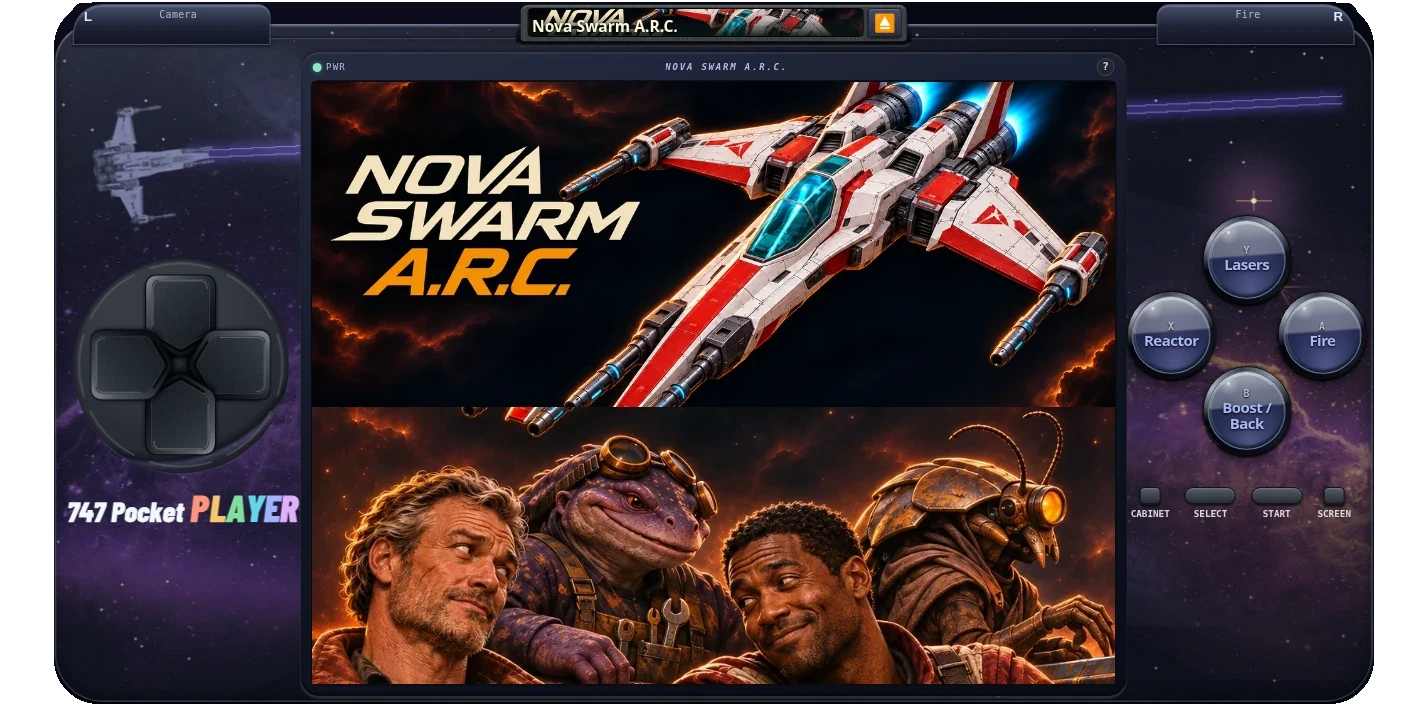 L
Camera
NOVA
Nova Swarm A.R.C.
Fire
R
PWR
NOVA SWARM A.R.C.
?
NOVA
SWARM
A.R.C.
Y
Lasers
X
Reactor
A
Fire
B
Boost /
Back
747 Pocket PLAYER
CABINET
SELECT
START
SCREEN